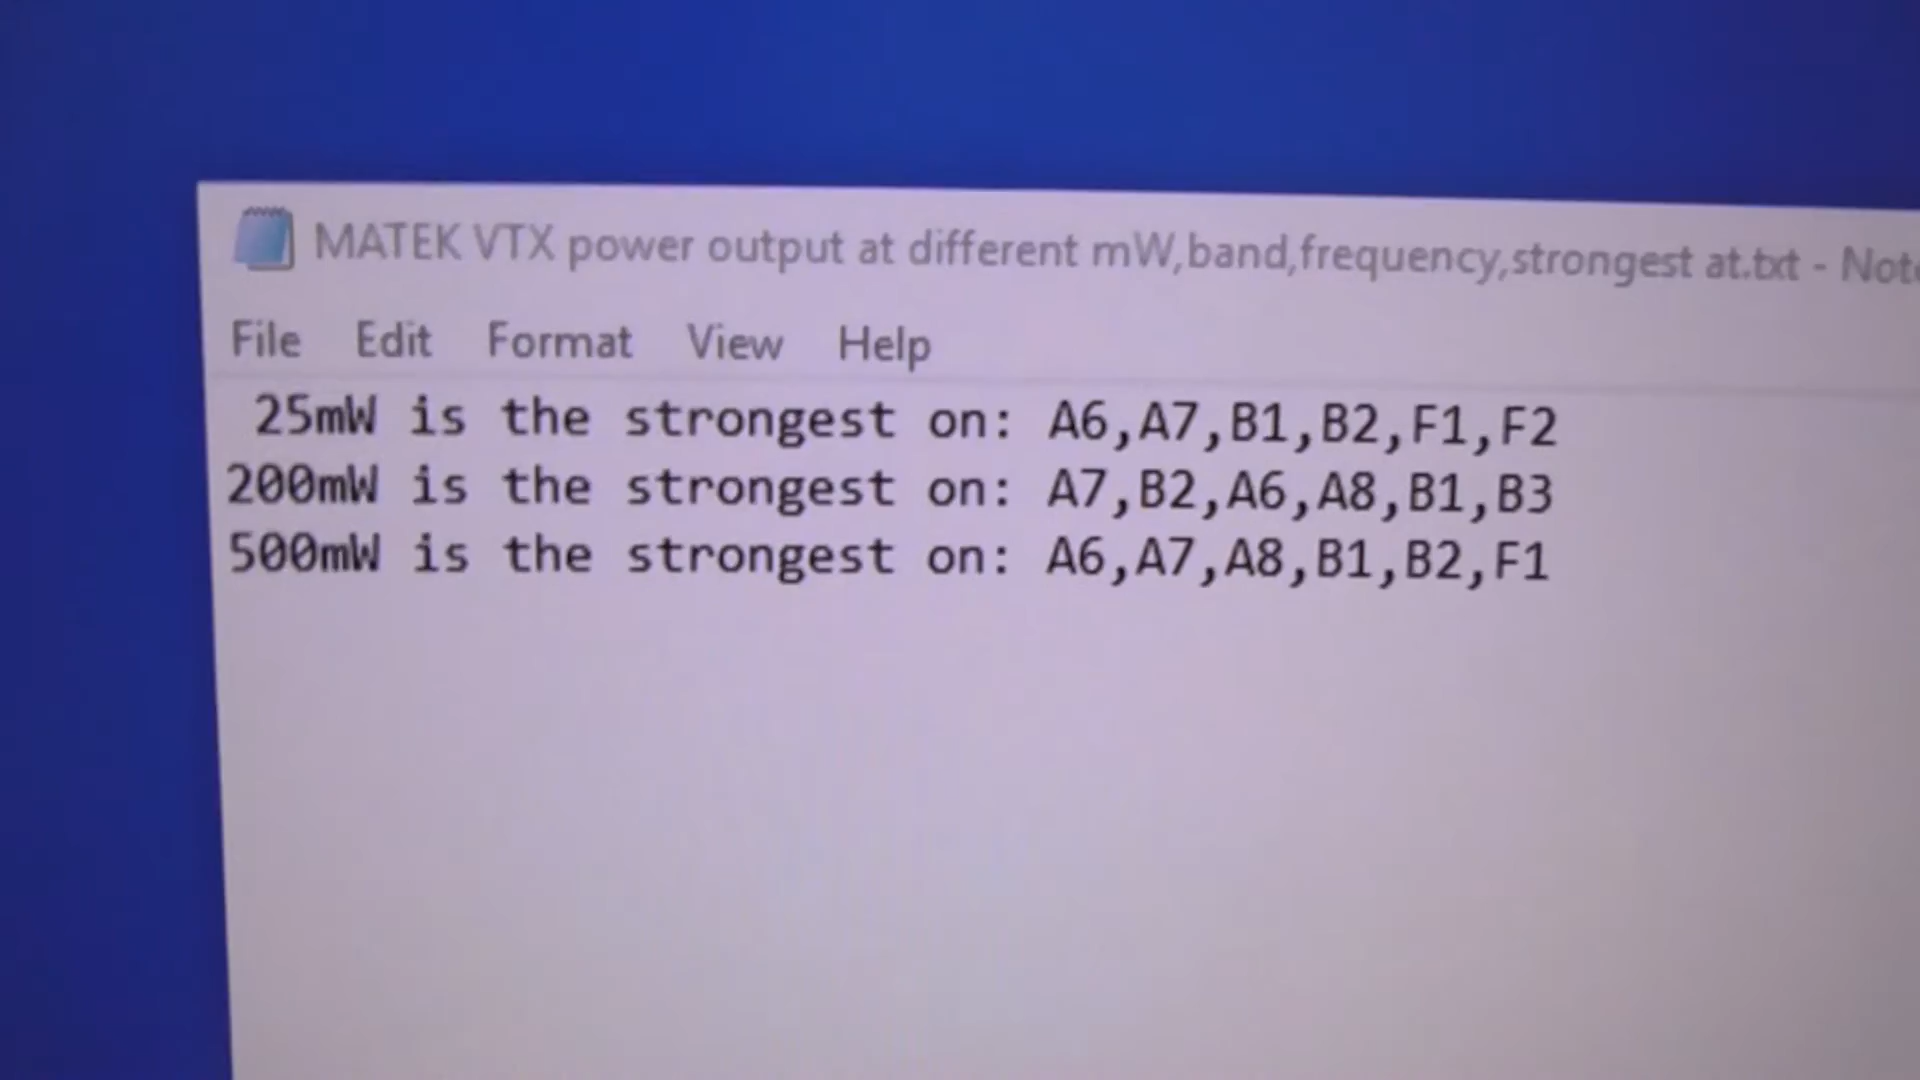 MATEK VTX power output at different mW,band,frequency,strongest at.txt -
File Edit Format View Help
25mW is the strongest on: A6,A7,B1,B2,F1,F2
200mW is the strongest on: A7,B2,A6,A8,B1,B3
500mW is the strongest on: A6,A7,A8,B1,B2,F1